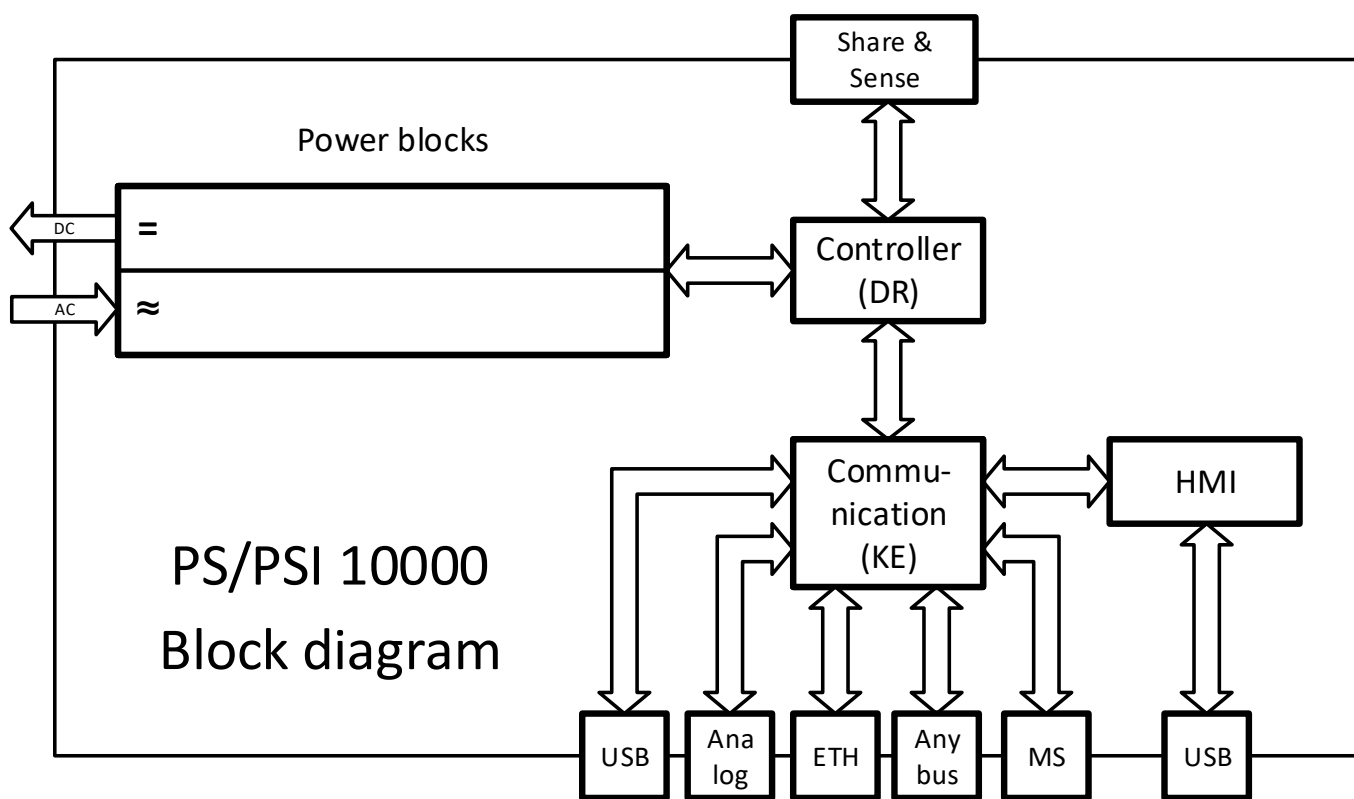 Share &
Sense
Power blocks
DC
=
Controller
(DR)
AC
≈
Commu-
nication
(KE)
HMI
PS/PSI 10000
Block diagram
USB
Ana
log
ETH
Any
bus
MS
USB